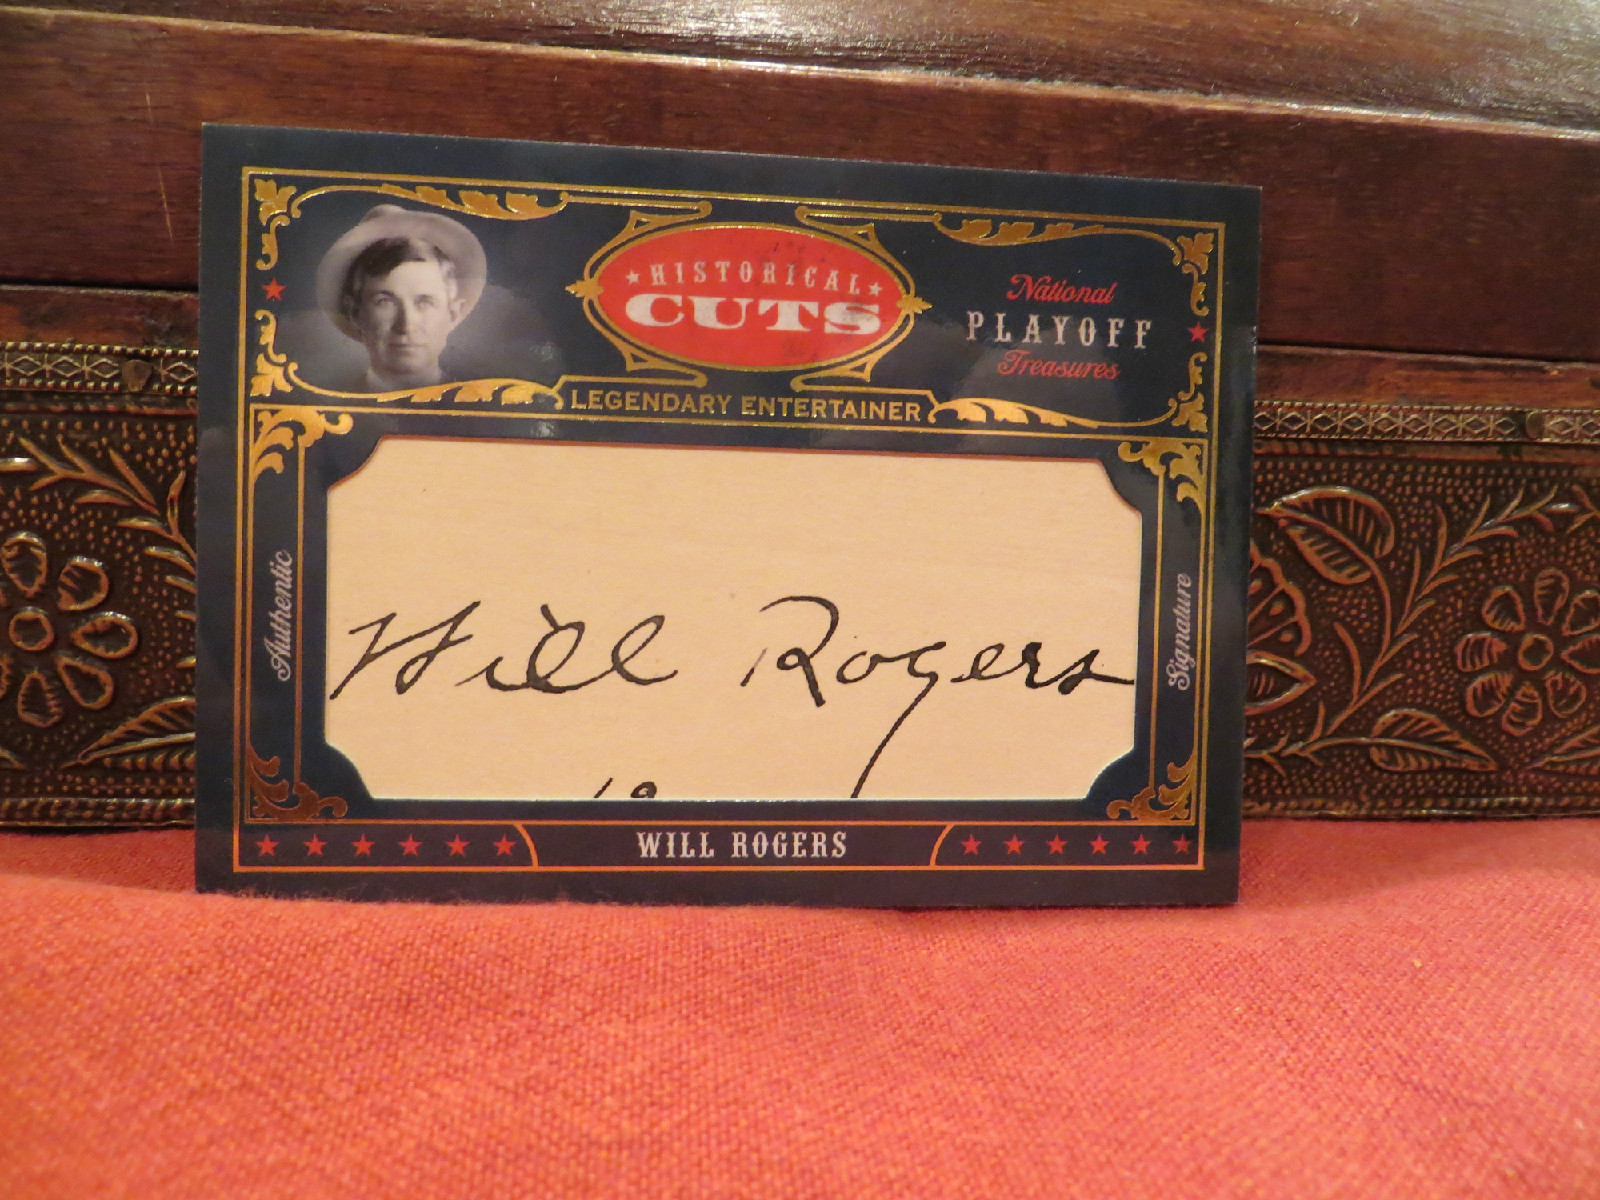 ★ HISTORICAL ★
CUTS
National
PLAYOFF
Treasures
LEGENDARY ENTERTAINER
Authentic
Will Rogers
Signature
WILL ROGERS